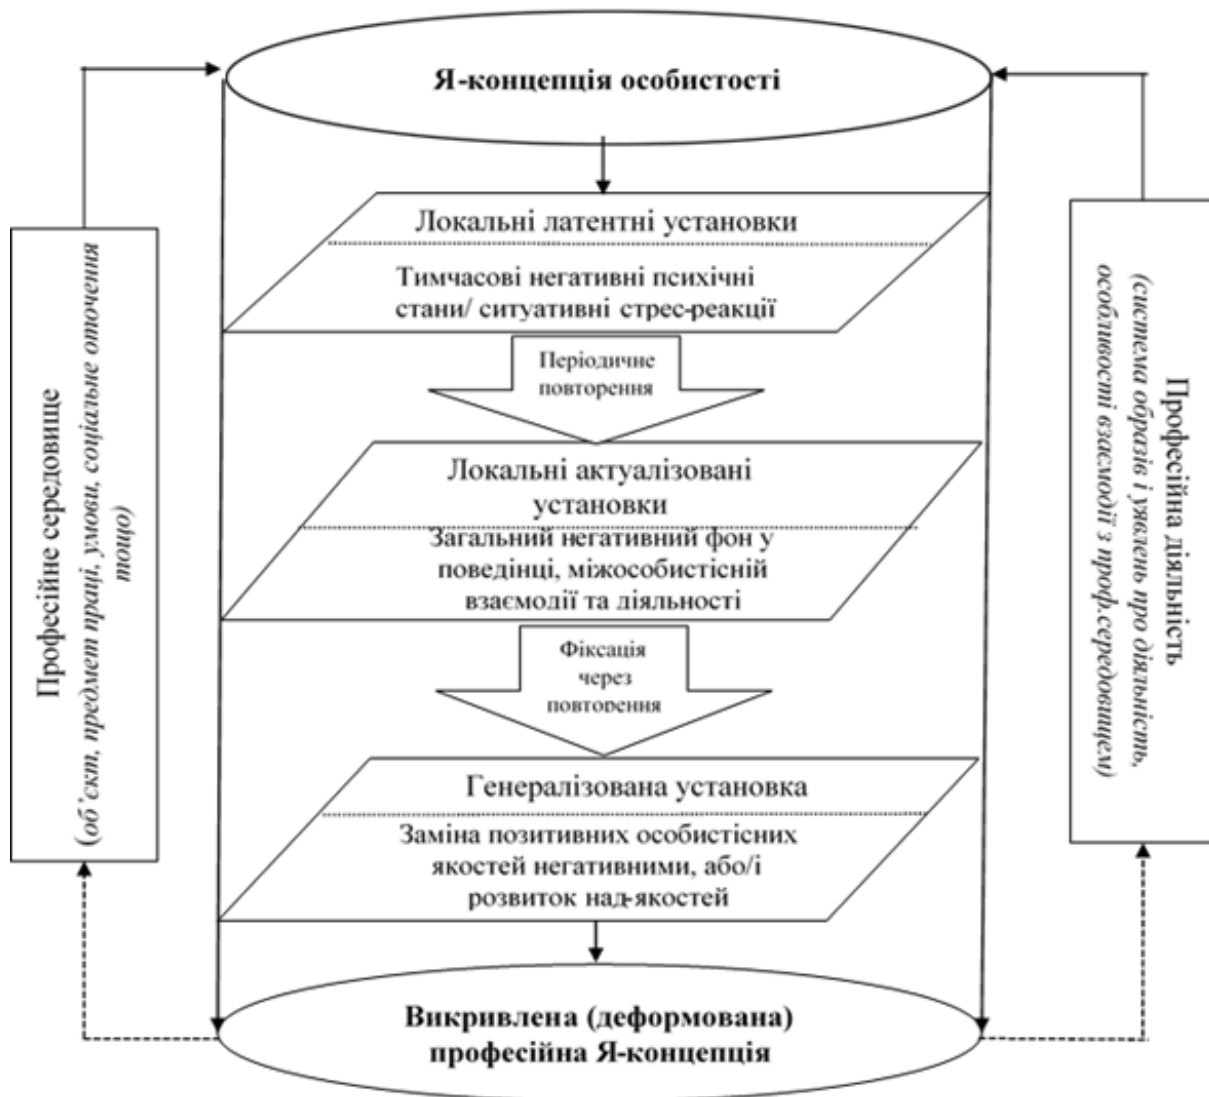 Я-концепція особистості
Локальні латентні установки
Тимчасові негативні психічні
стани/ ситуативні стрес-реакції
Періодичне
повторення
Локальні актуалізовані
установки
Загальний негативний фон у
поведінці, міжособистісній
взаємодії та діяльності
Фіксація
через
повторення
Генералізована установка
Заміна позитивних особистісних
якостей негативними, або/і
розвиток над-якостей
Викривлена (деформована)
професійна Я-концепція
Професійне середовище
(об’єкт, предмет праці, умови, соціальне оточення
тощо)
Професійна діяльність
(система образів і уявлень про діяльність,
особливості взаємодії з проф.середовищем)